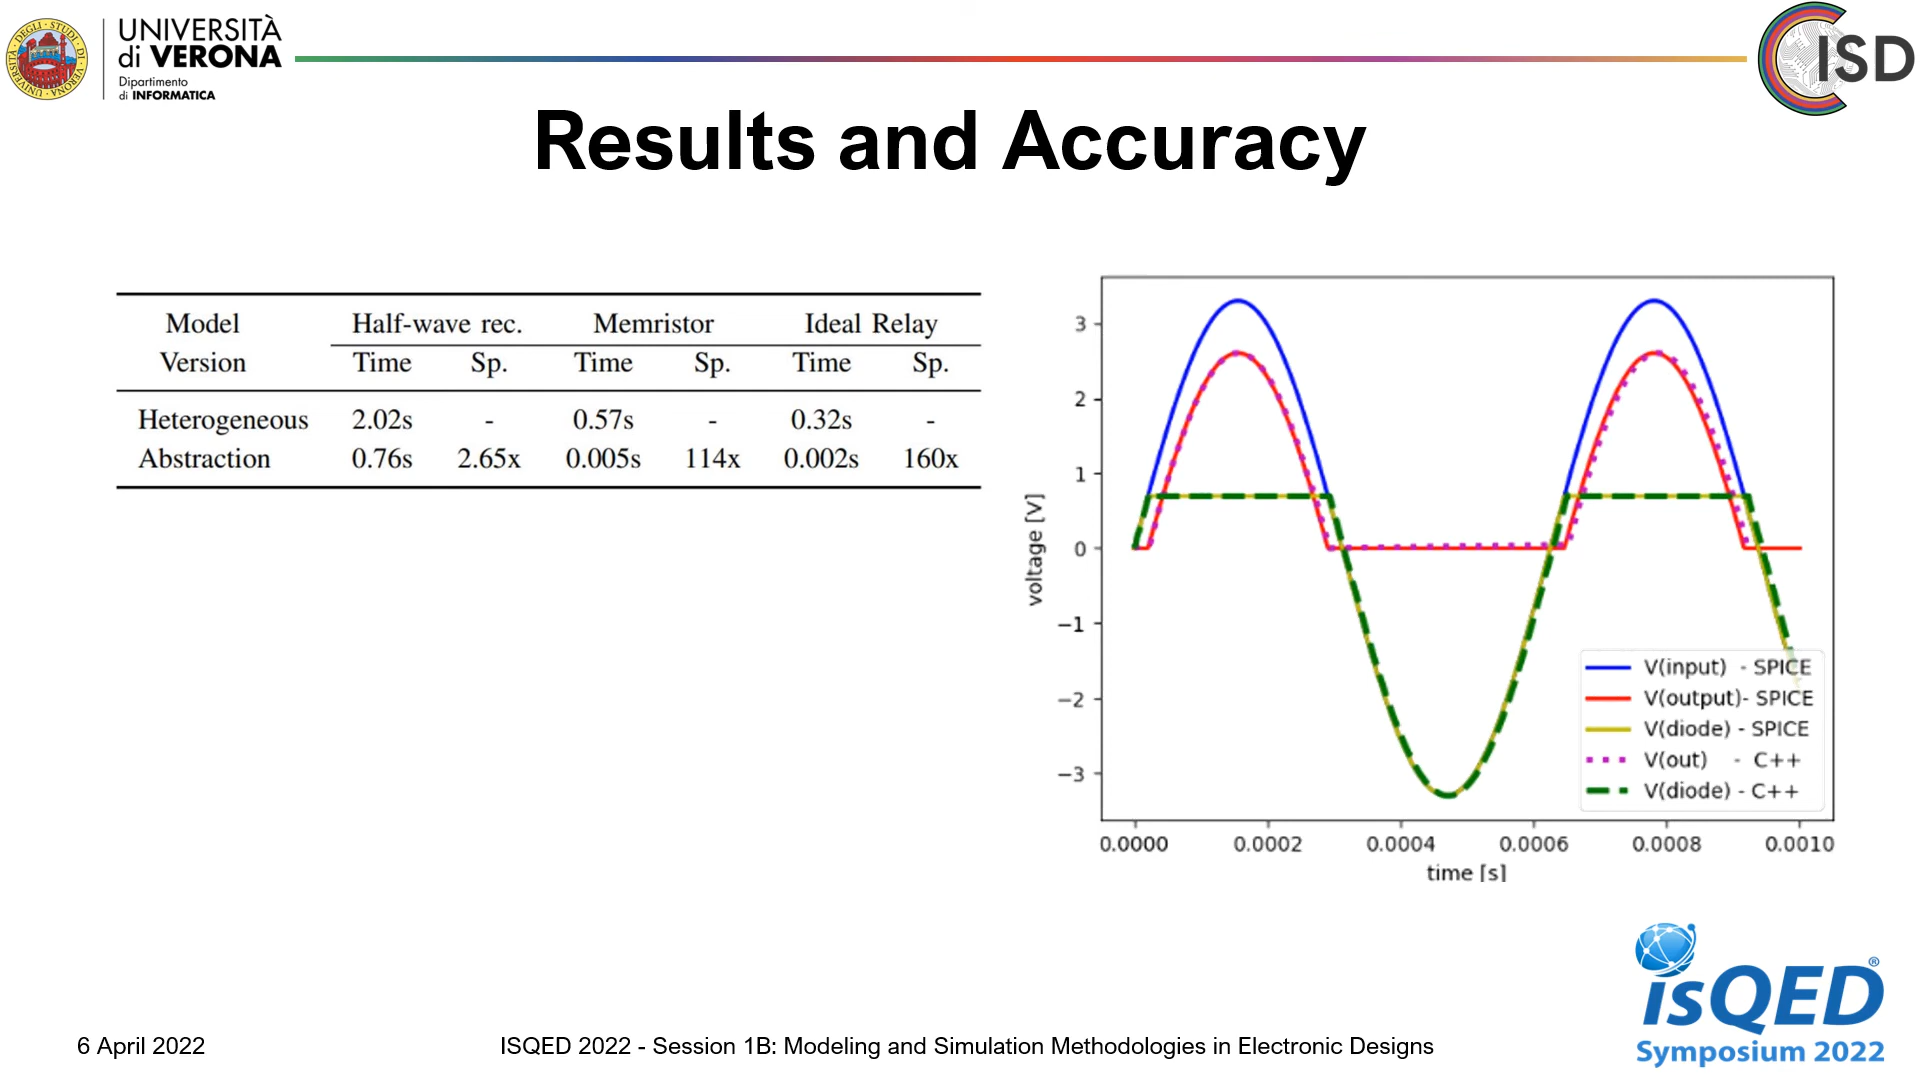 UNIVERSITÀ
di VERONA
Dipartimento
di INFORMATICA
ISD
Results and Accuracy
Model Half-wave rec. Memristor Ideal Relay
Version Time Sp. Time Sp. Time Sp.
Heterogeneous 2.02s - 0.57s - 0.32s -
Abstraction 0.76s 2.65x 0.005s 114x 0.002s 160x
voltage [V]
3
2
1
0
−1
−2
−3
V(input) - SPICE
V(output)- SPICE
V(diode) - SPICE
V(out) - C++
V(diode) - C++
0.0000 0.0002 0.0004 0.0006 0.0008 0.0010
time [s]
isQED®
Symposium 2022
6 April 2022
ISQED 2022 - Session 1B: Modeling and Simulation Methodologies in Electronic Designs